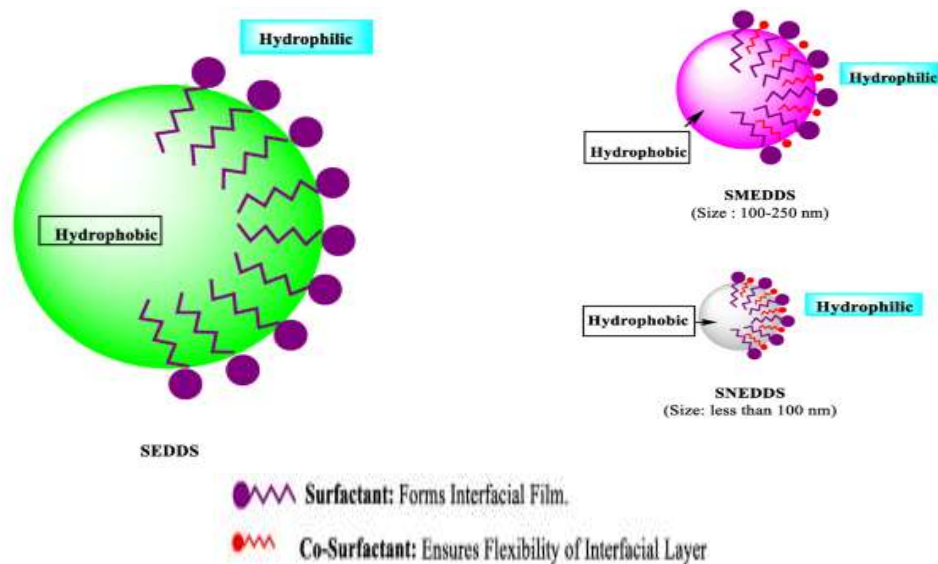 Hydrophilic
Hydrophobic
SEDDS
Hydrophilic
Hydrophobic
SMEDDS
(Size : 100-250 nm)
Hydrophobic
Hydrophilic
SNEDDS
(Size: less than 100 nm)
Surfactant: Forms Interfacial Film.
Co-Surfactant: Ensures Flexibility of Interfacial Layer